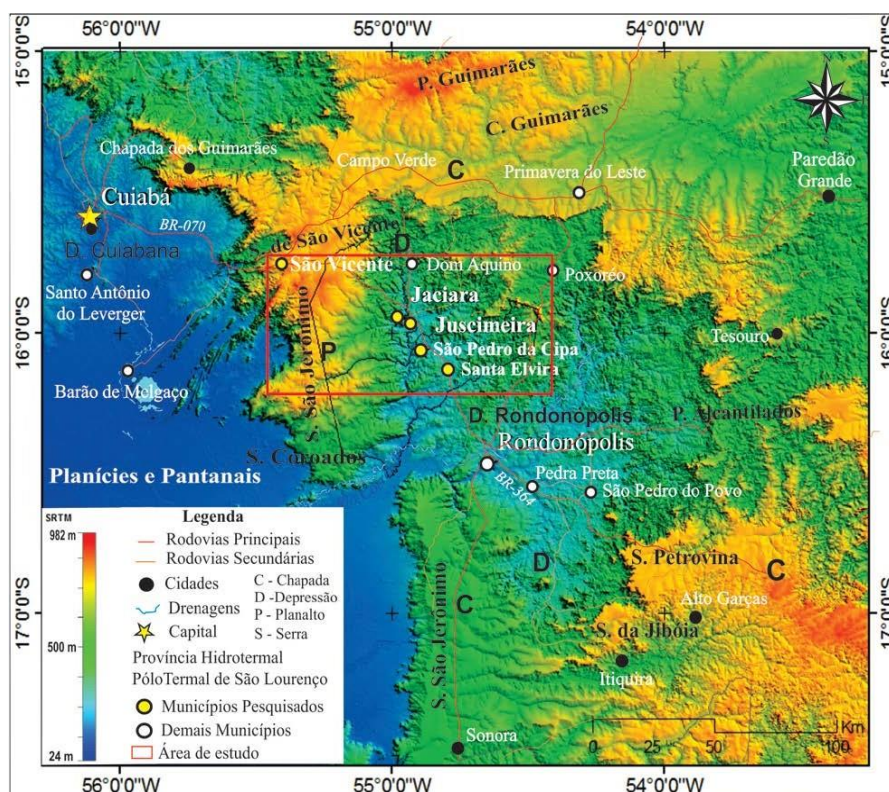 56°0'0"W
55°0'0"W
54°0'0"W
15°0'0"S
15°0'0"S
P. Guimarães
C. Guimarães
Chapada dos Guimarães
Campo Verde
C
Primavera do Leste
Paredão
Grande
Cuiabá
BR-070
D. Cuiabana
de São Vicente
D
São Vicente
Dom Aquino
Poxoréo
Santo Antônio
do Leverger
Jaciara
Juscimeira
16°0'0"S
16°0'0"S
São Pedro da Cipa
Santa Elvira
Tesouro
S. São Jeronimo
P
Barão de Melgaço
D. Rondonópolis
P. Alcantilados
Rondonópolis
S. Coroados
Planícies e Pantanais
BR-364
Pedra Preta
São Pedro do Povo
SRTM
982 m
500 m
24 m
Legenda
Rodovias Principais
Rodovias Secundárias
Cidades
Drenagens
Capital
C - Chapada
D -Depressão
P - Planalto
S - Serra
Província Hidrotermal
PóloTermal de São Lourenço
Municípios Pesquisados
Demais Municípios
Área de estudo
D
S. Petrovina
C
C
S. São Jeronimo
17°0'0"S
17°0'0"S
Alto Garças
S. da Jibóia
Itiquira
Sonora
Km
0
25
50
100
56°0'0"W
55°0'0"W
54°0'0"W